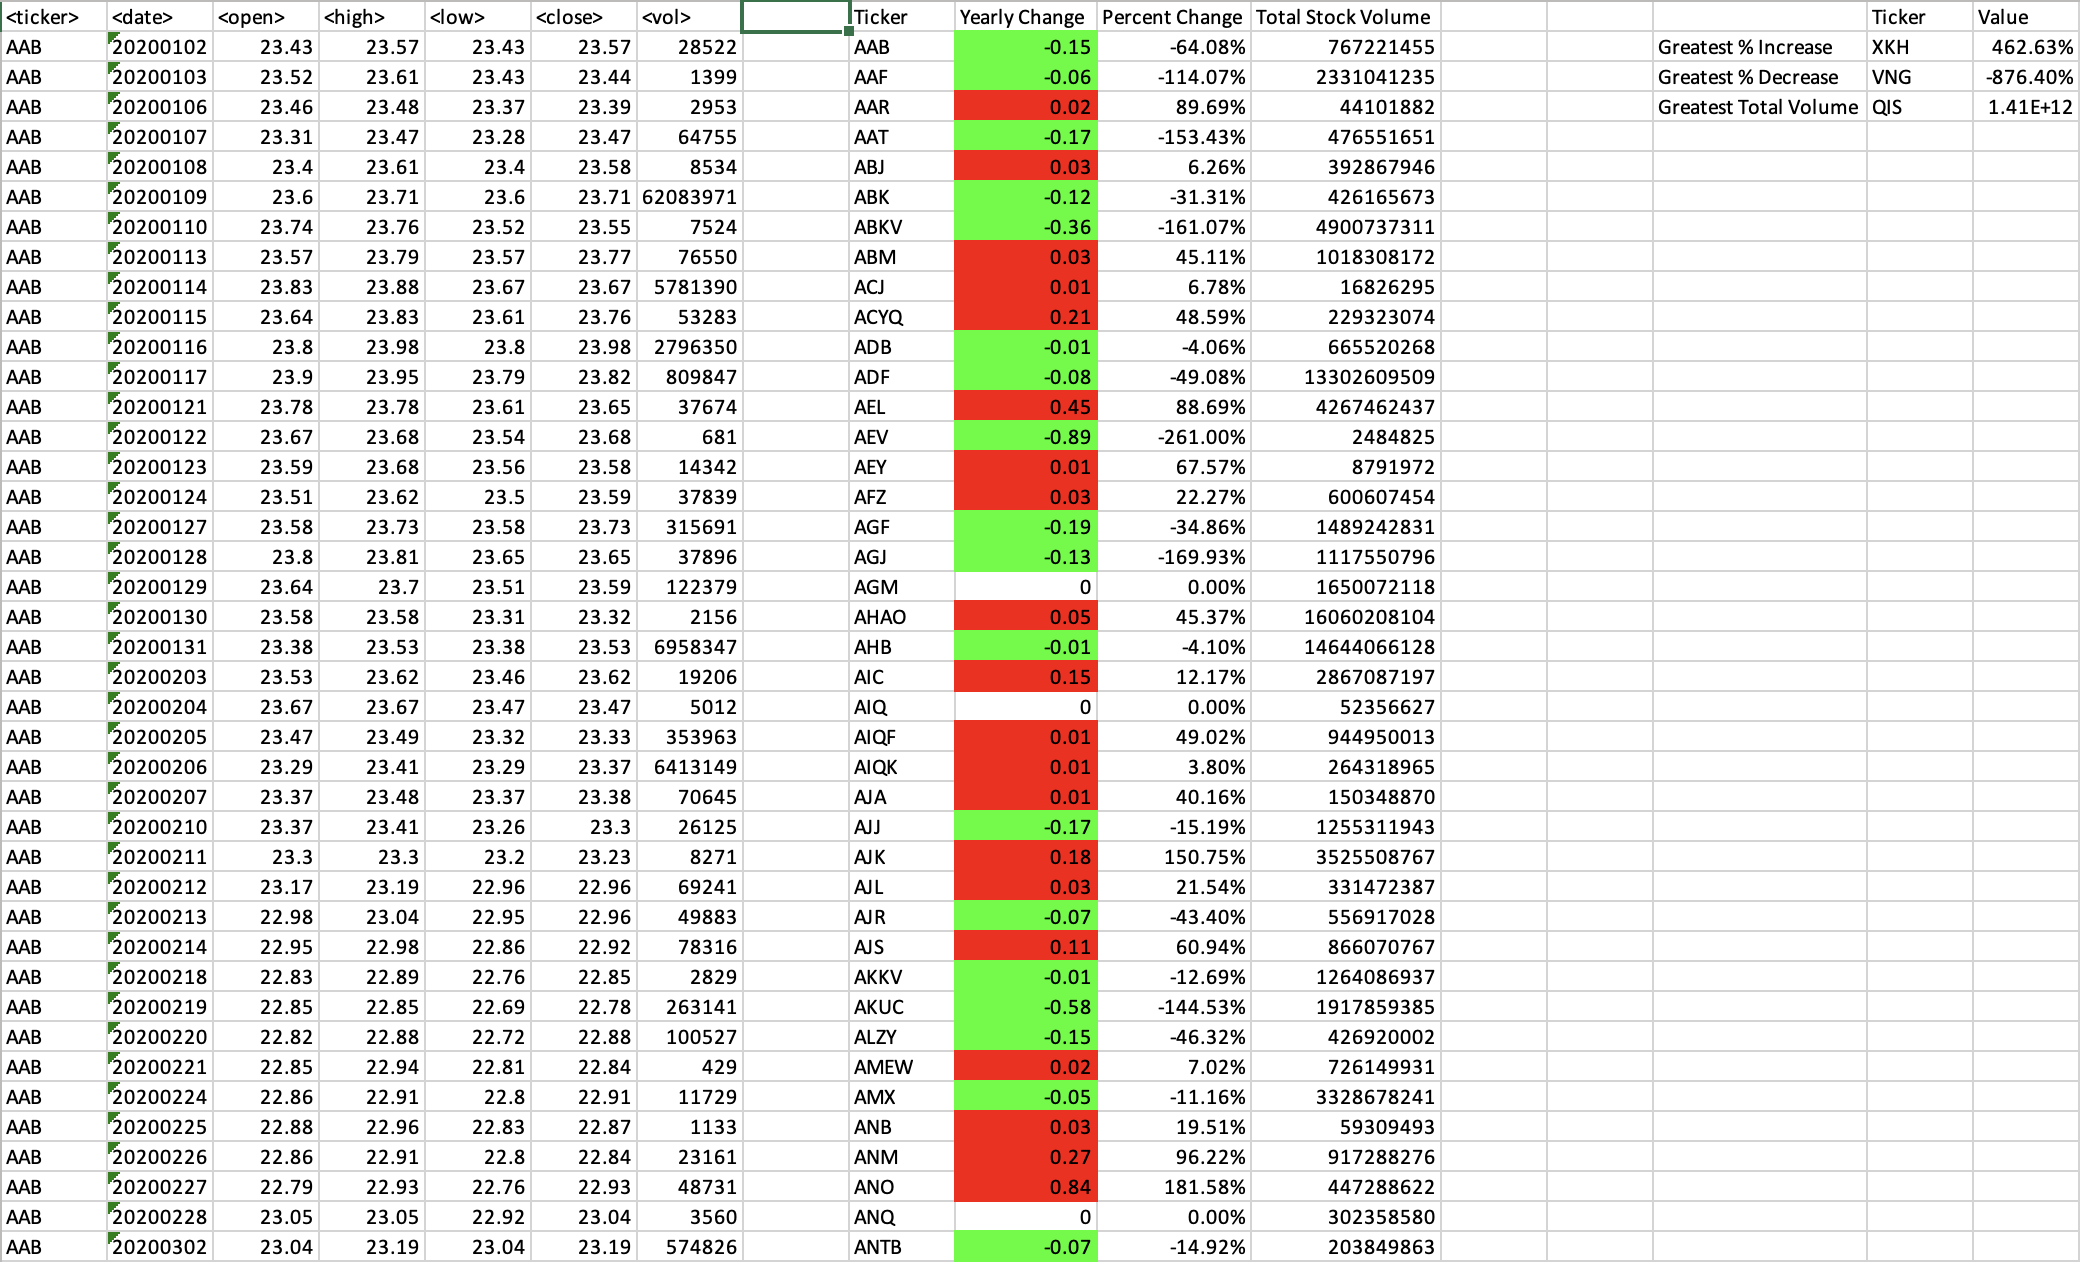 <ticker> <date> <open> <high> <low> <close> <vol> Ticker Yearly Change Percent Change Total Stock Volume Ticker Value
AAB 20200102 23.43 23.57 23.43 23.57 28522 AAB -0.15 -64.08% 767221455 Greatest % Increase XKH 462.63%
AAB 20200103 23.52 23.61 23.43 23.44 1399 AAF -0.06 -114.07% 2331041235 Greatest % Decrease VNG -876.40%
AAB 20200106 23.46 23.48 23.37 23.39 2953 AAR 0.02 89.69% 44101882 Greatest Total Volume QIS 1.41E+12
AAB 20200107 23.31 23.47 23.28 23.47 64755 AAT -0.17 -153.43% 476551651
AAB 20200108 23.4 23.61 23.4 23.58 8534 ABJ 0.03 6.26% 392867946
AAB 20200109 23.6 23.71 23.6 23.71 62083971 ABK -0.12 -31.31% 426165673
AAB 20200110 23.74 23.76 23.52 23.55 7524 ABKV -0.36 -161.07% 4900737311
AAB 20200113 23.57 23.79 23.57 23.77 76550 ABM 0.03 45.11% 1018308172
AAB 20200114 23.83 23.88 23.67 23.67 5781390 ACJ 0.01 6.78% 16826295
AAB 20200115 23.64 23.83 23.61 23.76 53283 ACYQ 0.21 48.59% 229323074
AAB 20200116 23.8 23.98 23.8 23.98 2796350 ADB -0.01 -4.06% 665520268
AAB 20200117 23.9 23.95 23.79 23.82 809847 ADF -0.08 -49.08% 13302609509
AAB 20200121 23.78 23.78 23.61 23.65 37674 AEL 0.45 88.69% 4267462437
AAB 20200122 23.67 23.68 23.54 23.68 681 AEV -0.89 -261.00% 2484825
AAB 20200123 23.59 23.68 23.56 23.58 14342 AEY 0.01 67.57% 8791972
AAB 20200124 23.51 23.62 23.5 23.59 37839 AFZ 0.03 22.27% 600607454
AAB 20200127 23.58 23.73 23.58 23.73 315691 AGF -0.19 -34.86% 1489242831
AAB 20200128 23.8 23.81 23.65 23.65 37896 AGJ -0.13 -169.93% 1117550796
AAB 20200129 23.64 23.7 23.51 23.59 122379 AGM 0 0.00% 1650072118
AAB 20200130 23.58 23.58 23.31 23.32 2156 AHAO 0.05 45.37% 16060208104
AAB 20200131 23.38 23.53 23.38 23.53 6958347 AHB -0.01 -4.10% 14644066128
AAB 20200203 23.53 23.62 23.46 23.62 19206 AIC 0.15 12.17% 2867087197
AAB 20200204 23.67 23.67 23.47 23.47 5012 AIQ 0 0.00% 52356627
AAB 20200205 23.47 23.49 23.32 23.33 353963 AIQF 0.01 49.02% 944950013
AAB 20200206 23.29 23.41 23.29 23.37 6413149 AIQK 0.01 3.80% 264318965
AAB 20200207 23.37 23.48 23.37 23.38 70645 AJA 0.01 40.16% 150348870
AAB 20200210 23.37 23.41 23.26 23.3 26125 AJJ -0.17 -15.19% 1255311943
AAB 20200211 23.3 23.3 23.2 23.23 8271 AJK 0.18 150.75% 3525508767
AAB 20200212 23.17 23.19 22.96 22.96 69241 AJL 0.03 21.54% 331472387
AAB 20200213 22.98 23.04 22.95 22.96 49883 AJR -0.07 -43.40% 556917028
AAB 20200214 22.95 22.98 22.86 22.92 78316 AJS 0.11 60.94% 866070767
AAB 20200218 22.83 22.89 22.76 22.85 2829 AKKV -0.01 -12.69% 1264086937
AAB 20200219 22.85 22.85 22.69 22.78 263141 AKUC -0.58 -144.53% 1917859385
AAB 20200220 22.82 22.88 22.72 22.88 100527 ALZY -0.15 -46.32% 426920002
AAB 20200221 22.85 22.94 22.81 22.84 429 AMEW 0.02 7.02% 726149931
AAB 20200224 22.86 22.91 22.8 22.91 11729 AMX -0.05 -11.16% 3328678241
AAB 20200225 22.88 22.96 22.83 22.87 1133 ANB 0.03 19.51% 59309493
AAB 20200226 22.86 22.91 22.8 22.84 23161 ANM 0.27 96.22% 917288276
AAB 20200227 22.79 22.93 22.76 22.93 48731 ANO 0.84 181.58% 447288622
AAB 20200228 23.05 23.05 22.92 23.04 3560 ANQ 0 0.00% 302358580
AAB 20200302 23.04 23.19 23.04 23.19 574826 ANTB -0.07 -14.92% 203849863